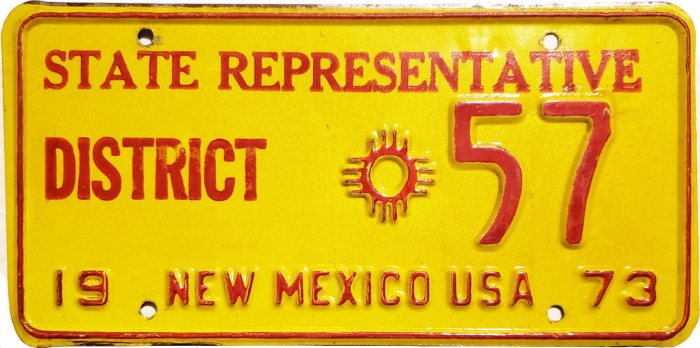 STATE REPRESENTATIVE
DISTRICT 57
19 NEW MEXICO USA 73